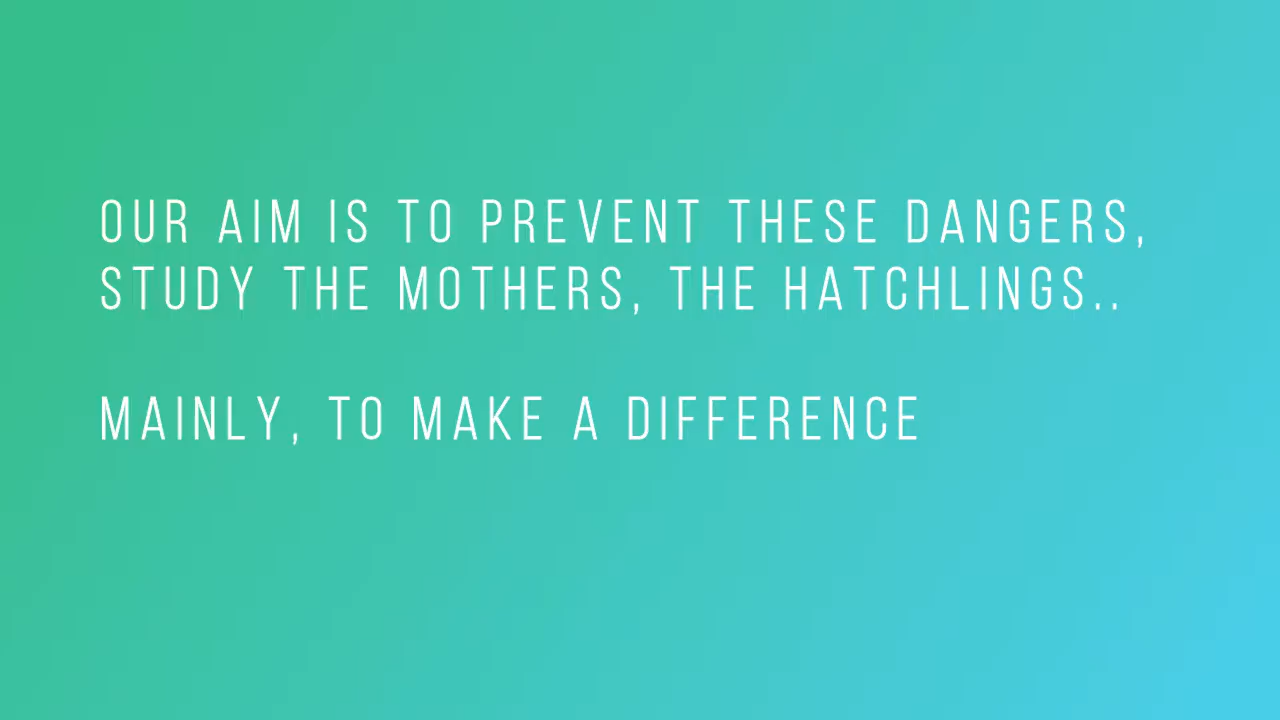 OUR AIM IS TO PREVENT THESE DANGERS,
STUDY THE MOTHERS, THE HATCHLINGS..
MAINLY, TO MAKE A DIFFERENCE